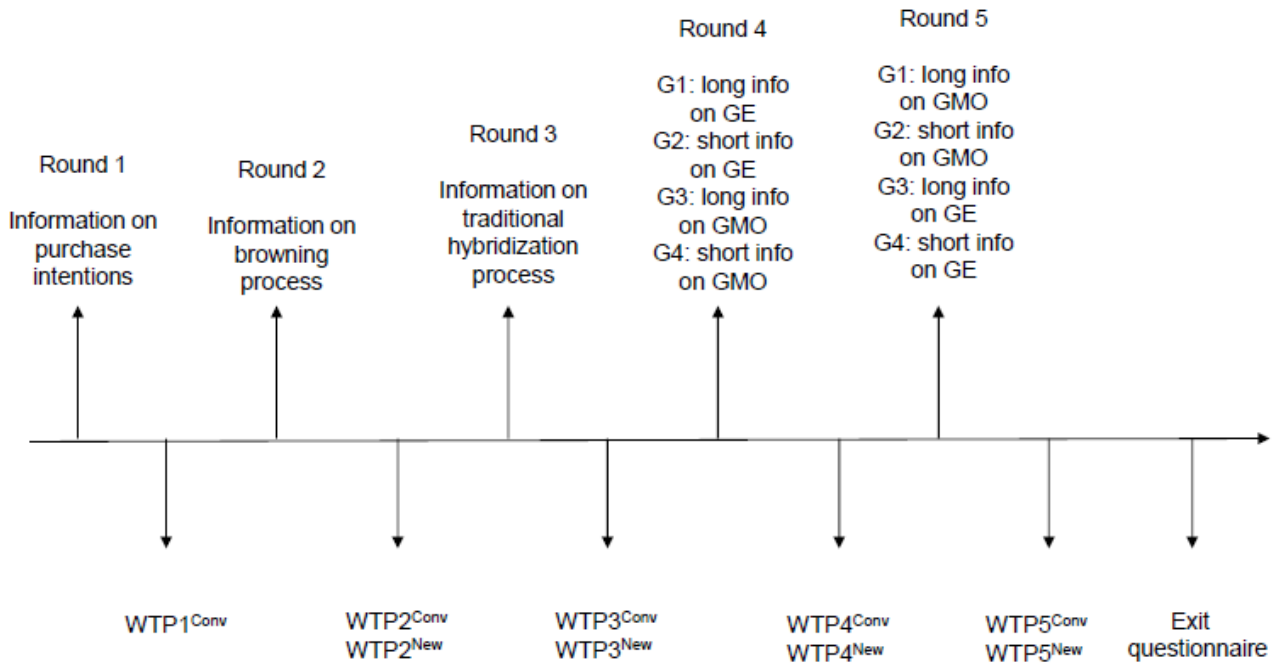 Round 1
Information on
purchase
intentions
Round 2
Information on
browning
process
Round 3
Information on
traditional
hybridization
process
Round 4
G1: long info
on GE
G2: short info
on GE
G3: long info
on GMO
G4: short info
on GMO
Round 5
G1: long info
on GMO
G2: short info
on GMO
G3: long info
on GE
G4: short info
on GE
WTP1Conv
WTP2Conv
WTP2New
WTP3Conv
WTP3New
WTP4Conv
WTP4New
WTP5Conv
WTP5New
Exit
questionnaire